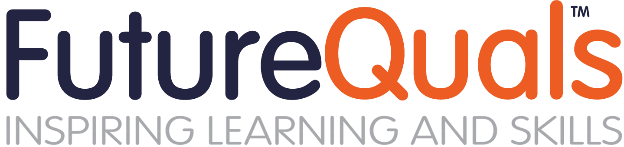 FutureQuals™
INSPIRING LEARNING AND SKILLS